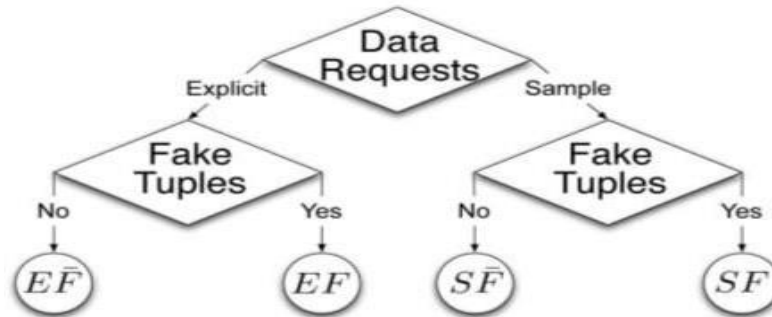 Data
Requests
Explicit
Sample
Fake
Tuples
Fake
Tuples
No
Yes
No
Yes
EF̄
EF
SF̄
SF